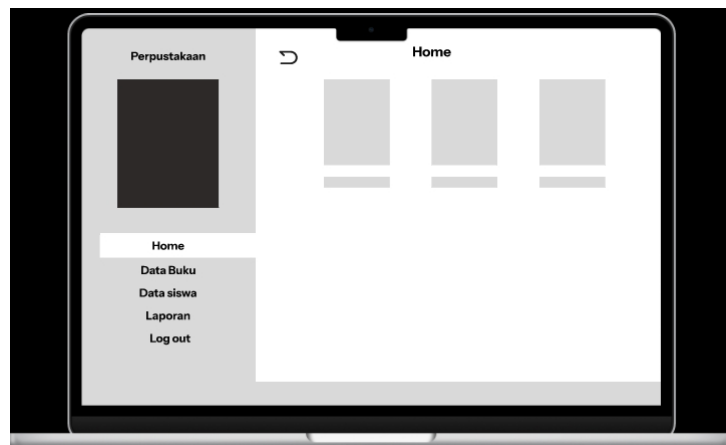 Perpustakaan
Home
Home
Data Buku
Data siswa
Laporan
Log out